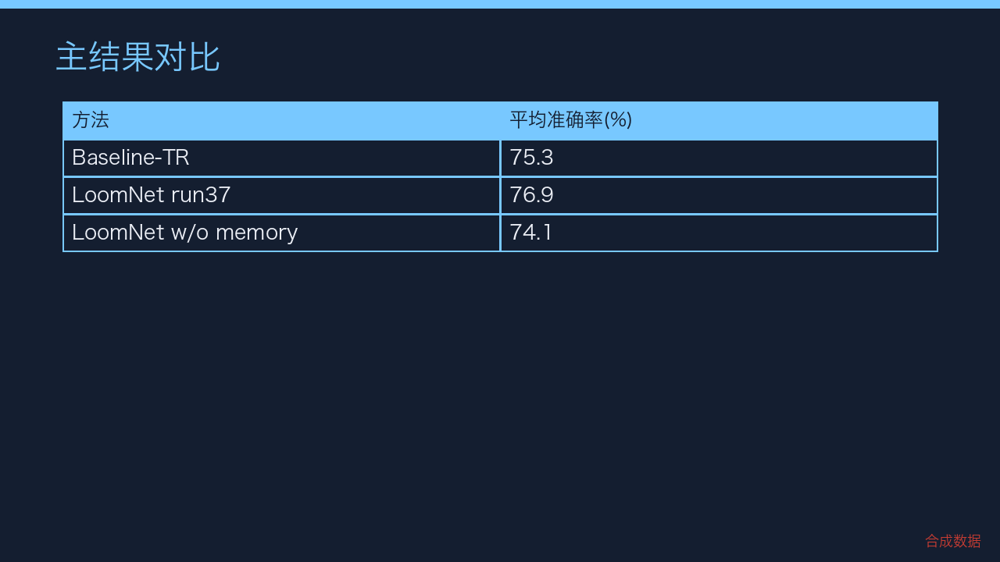 主结果对比
方法 平均准确率(%)
Baseline-TR 75.3
LoomNet run37 76.9
LoomNet w/o memory 74.1
合成数据